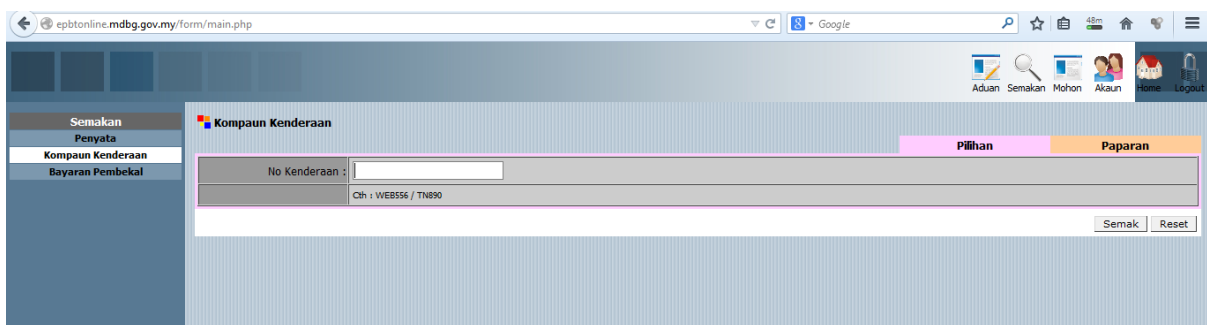 epbtonline.mdbg.gov.my/form/main.php
Google
48m
Aduan Semakan Mohon Akaun Home Logout
Semakan
Penyata
Kompaun Kenderaan
Bayaran Pembekal
Kompaun Kenderaan
Pilihan Paparan
No Kenderaan :
Cth : WEB556 / TN890
Semak Reset